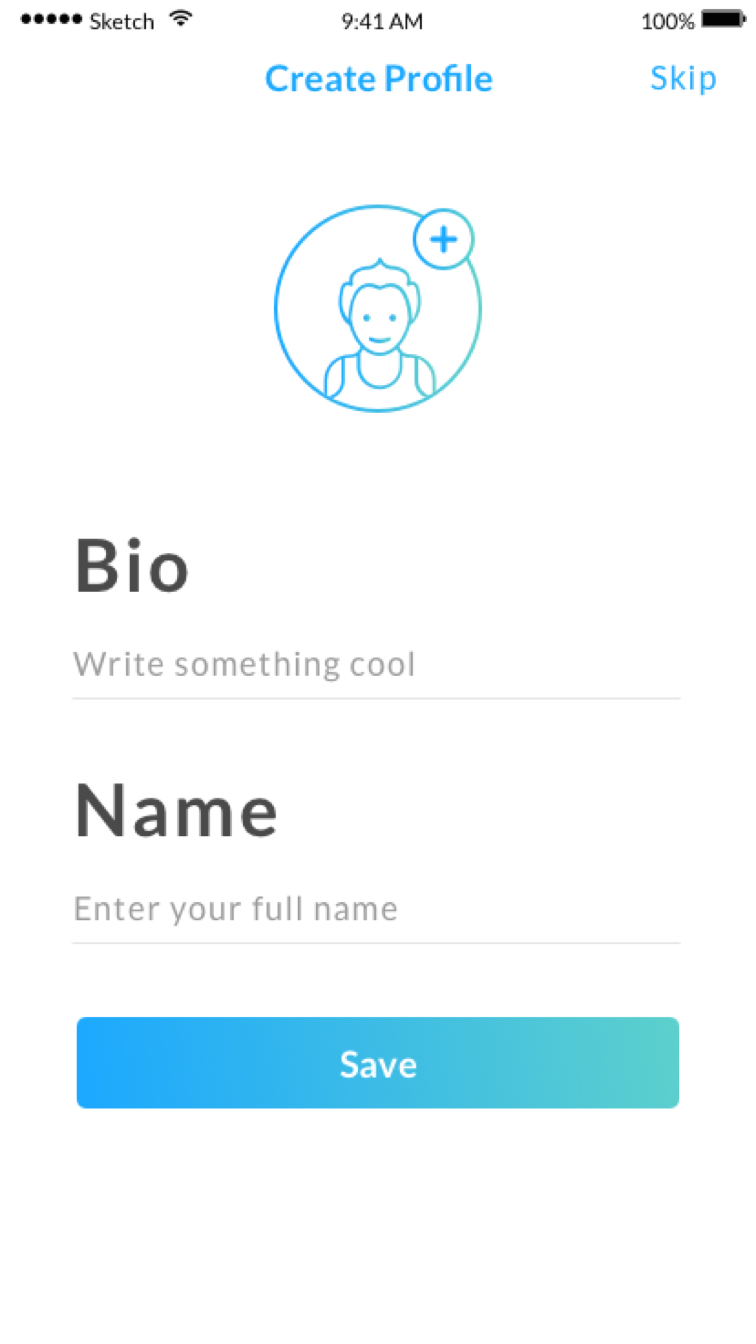 ●●●●● Sketch 9:41 AM 100%
Create Profile Skip
+
Bio
Write something cool
Name
Enter your full name
Save